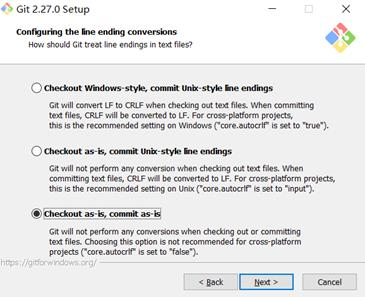 Git 2.27.0 Setup
Configuring the line ending conversions
How should Git treat line endings in text files?
Checkout Windows-style, commit Unix-style line endings
Git will convert LF to CRLF when checking out text files. When committing
text files, CRLF will be converted to LF. For cross-platform projects,
this is the recommended setting on Windows ("core.autocrlf" is set to "true").
Checkout as-is, commit Unix-style line endings
Git will not perform any conversion when checking out text files. When
committing text files, CRLF will be converted to LF. For cross-platform projects,
this is the recommended setting on Unix ("core.autocrlf" is set to "input").
Checkout as-is, commit as-is
Git will not perform any conversions when checking out or committing
text files. Choosing this option is not recommended for cross-platform
projects ("core.autocrlf" is set to "false").
https://gitforwindows.org/
< Back
Next >
Cancel